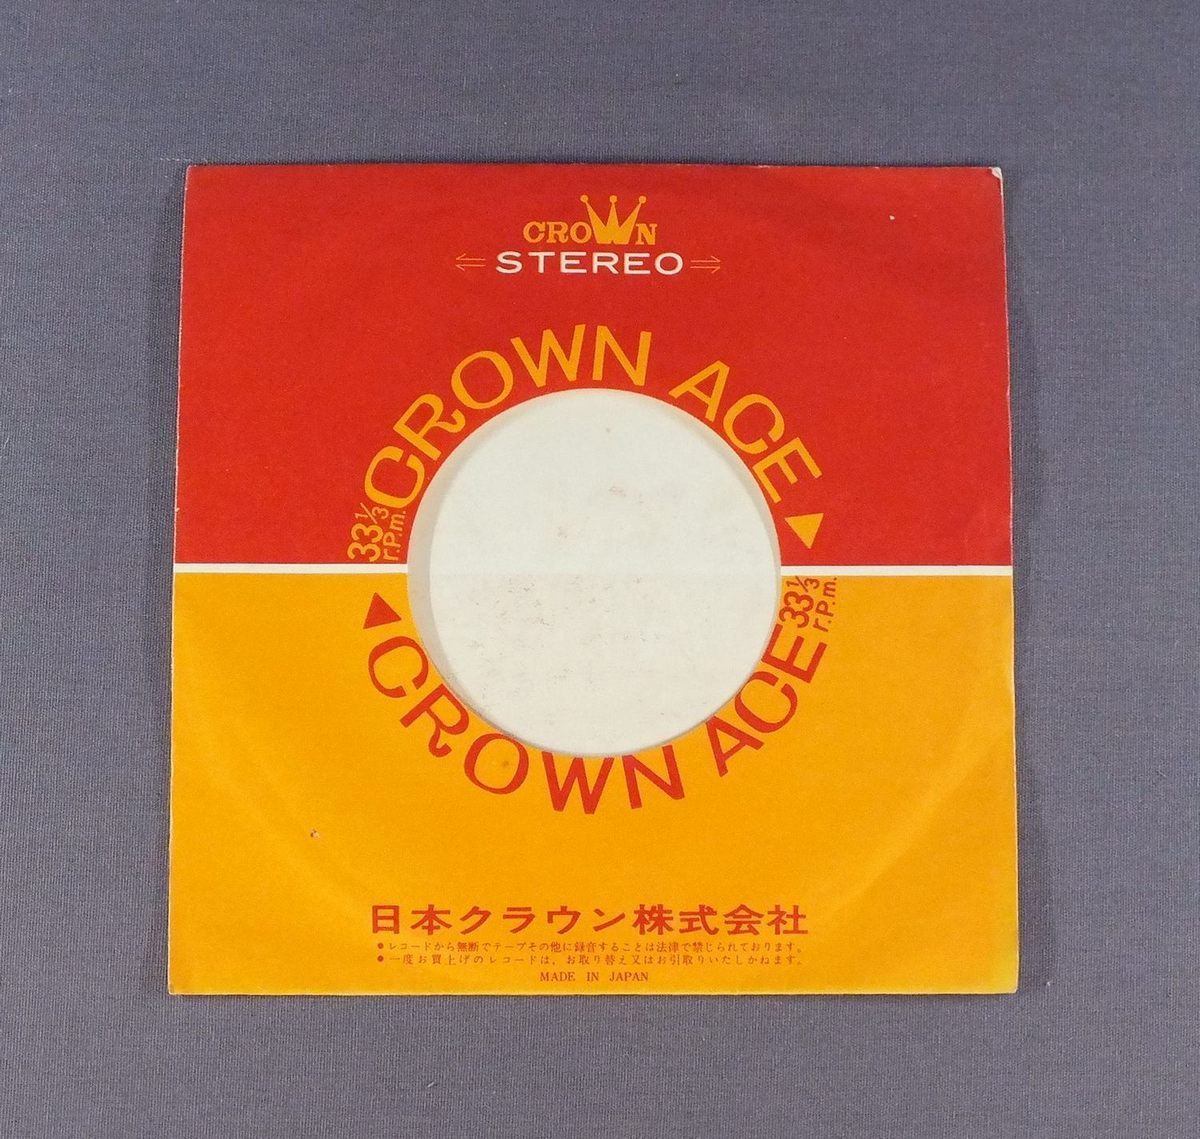 CROWN
STEREO
CROWN ACE
33⅓ r.p.m.
33⅓ r.p.m.
CROWN ACE
日本クラウン株式会社
● レコードから無断でテープその他に録音することは法律で禁じられております。
● 一度お買上げのレコードは、お取り替え又はお引取りいたしかねます。
MADE IN JAPAN